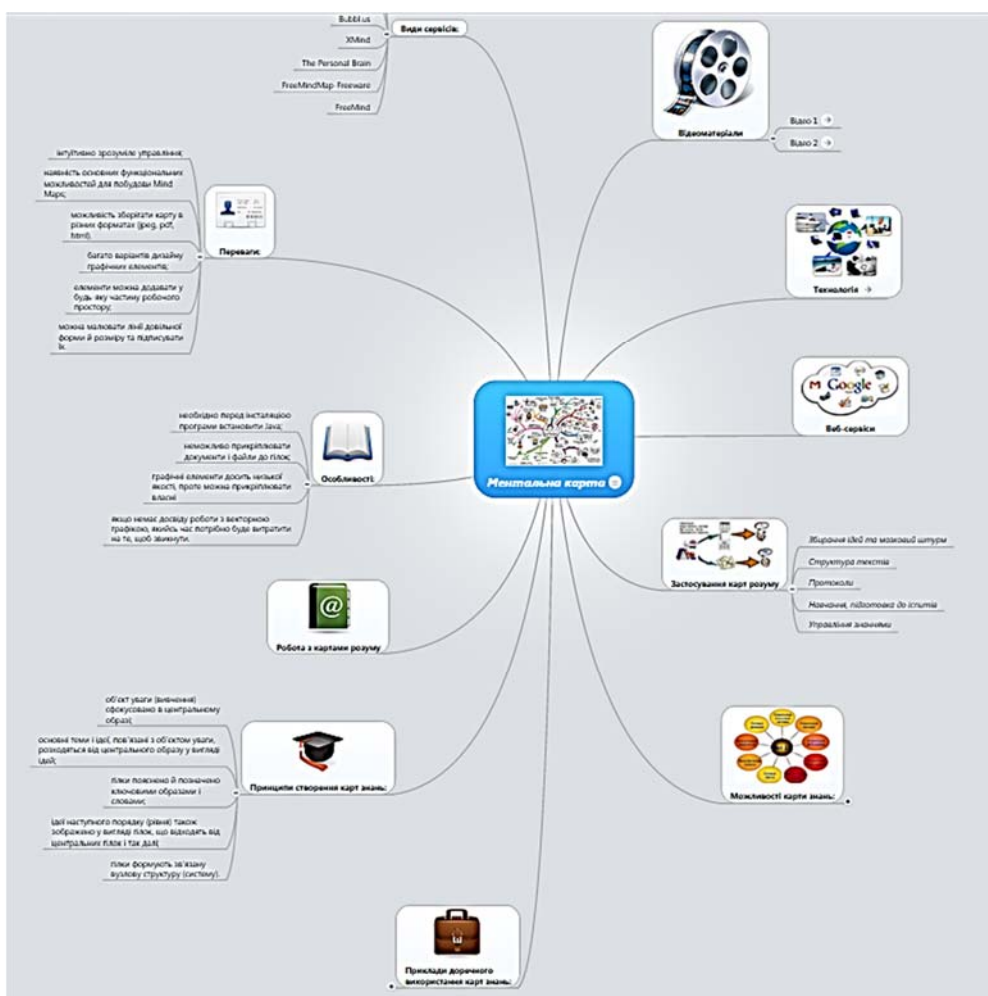 Bubbl.us
XMind
The Personal Brain
FreeMindMap-Freeware
FreeMind
Види сервісів:
Відеоматеріали
Відео 1
Відео 2
інтуїтивно зрозуміле управління;
наявність основних функціональних
можливостей для побудови Mind
Maps;
можливість зберігати карту в
різних форматах (jpeg, pdf,
html).
багато варіантів дизайну
графічних елементів;
елементи можна додавати у
будь-яку частину робочого
простору;
можна малювати лінії довільної
форми й розміру та підписувати
їх.
Переваги:
Технологія
Google
Веб-сервіси
Ментальна карта
необхідно перед інсталяцією
програми встановити Java;
неможливо прикріплювати
документи і файли до гілок;
графічні елементи досить низької
якості, проте можна прикріплювати
власні
якщо немає досвіду роботи з векторною
графікою, якийсь час потрібно буде витратити
на те, щоб звикнути.
Особливості:
Застосування карт розуму
Збирання ідей та мозковий штурм
Структура текстів
Протоколи
Навчання, підготовка до іспитів
Управління знаннями
Робота з картами розуму
об'єкт уваги (вивчення)
сфокусовано в центральному
образі;
основні теми і ідеї, пов'язані з об'єктом уваги,
розходяться від центрального образу у вигляді
ідей;
гілки пояснено й позначено
ключовими образами і
словами;
ідеї наступного порядку (рівня) також
зображено у вигляді гілок, що відходять від
центральних гілок і так далі;
гілки формують зв'язану
вузлову структуру (систему).
Принципи створення карт знань:
Можливості карти знань:
Приклади доречного
використання карт знань: